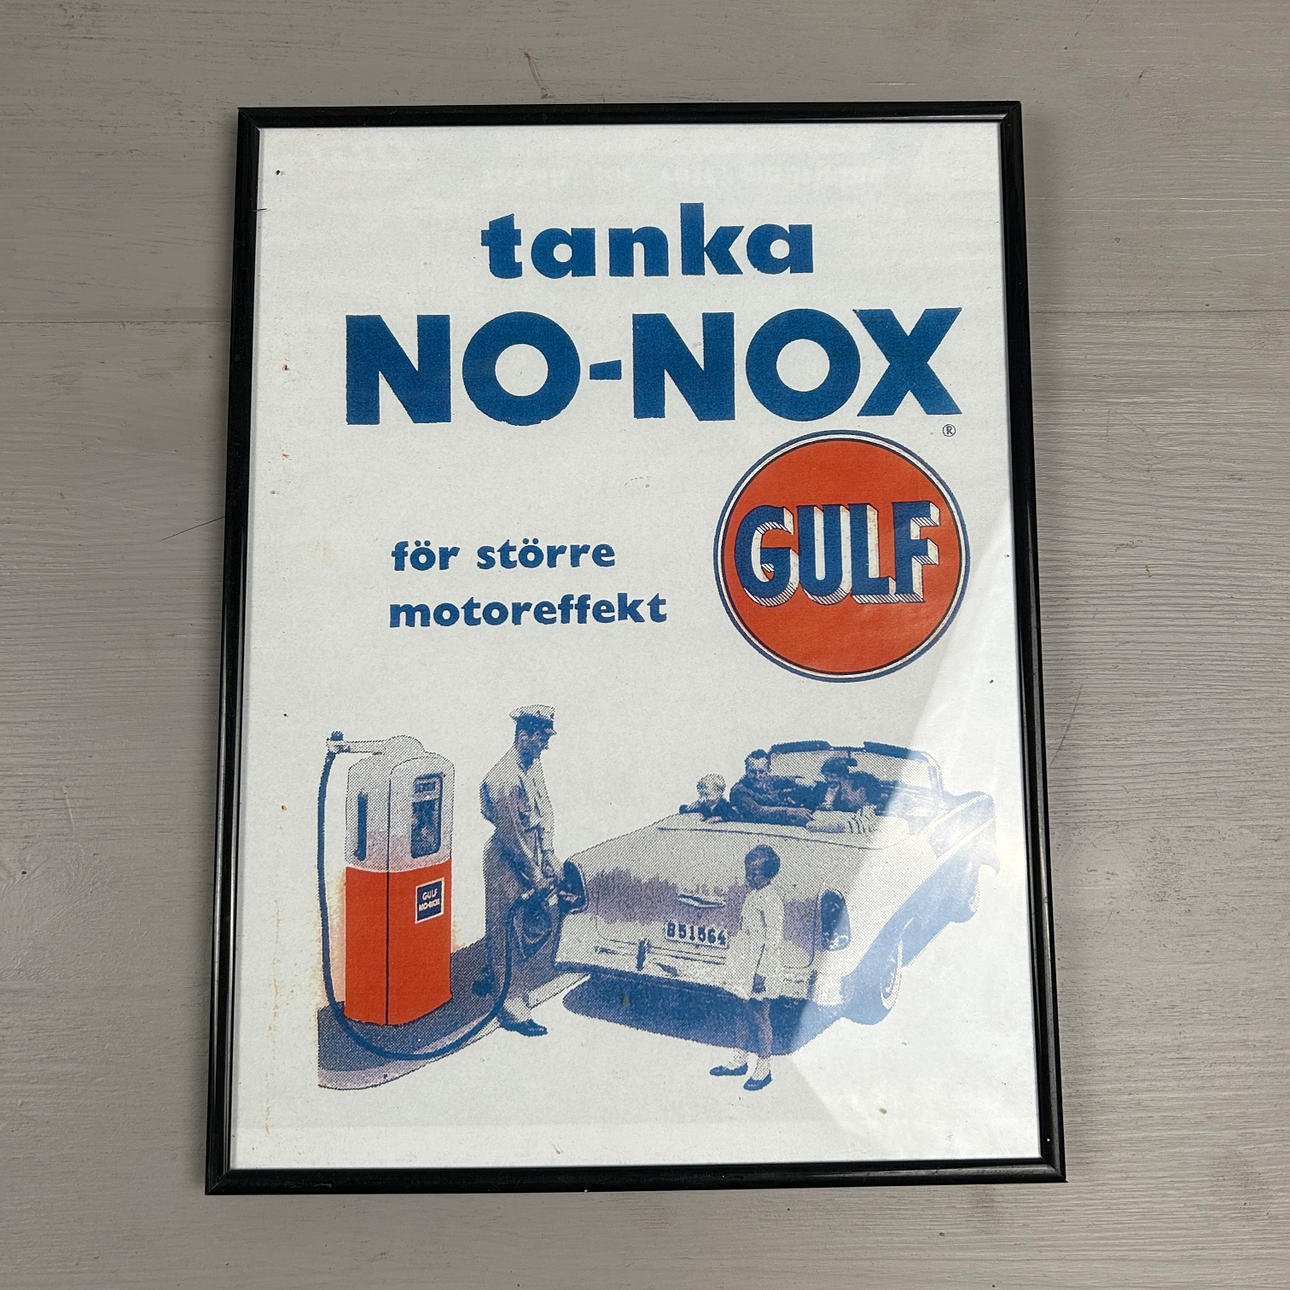 tanka
NO-NOX
®
GULF
för större
motoreffekt
GULF
NO-NOX
B51564